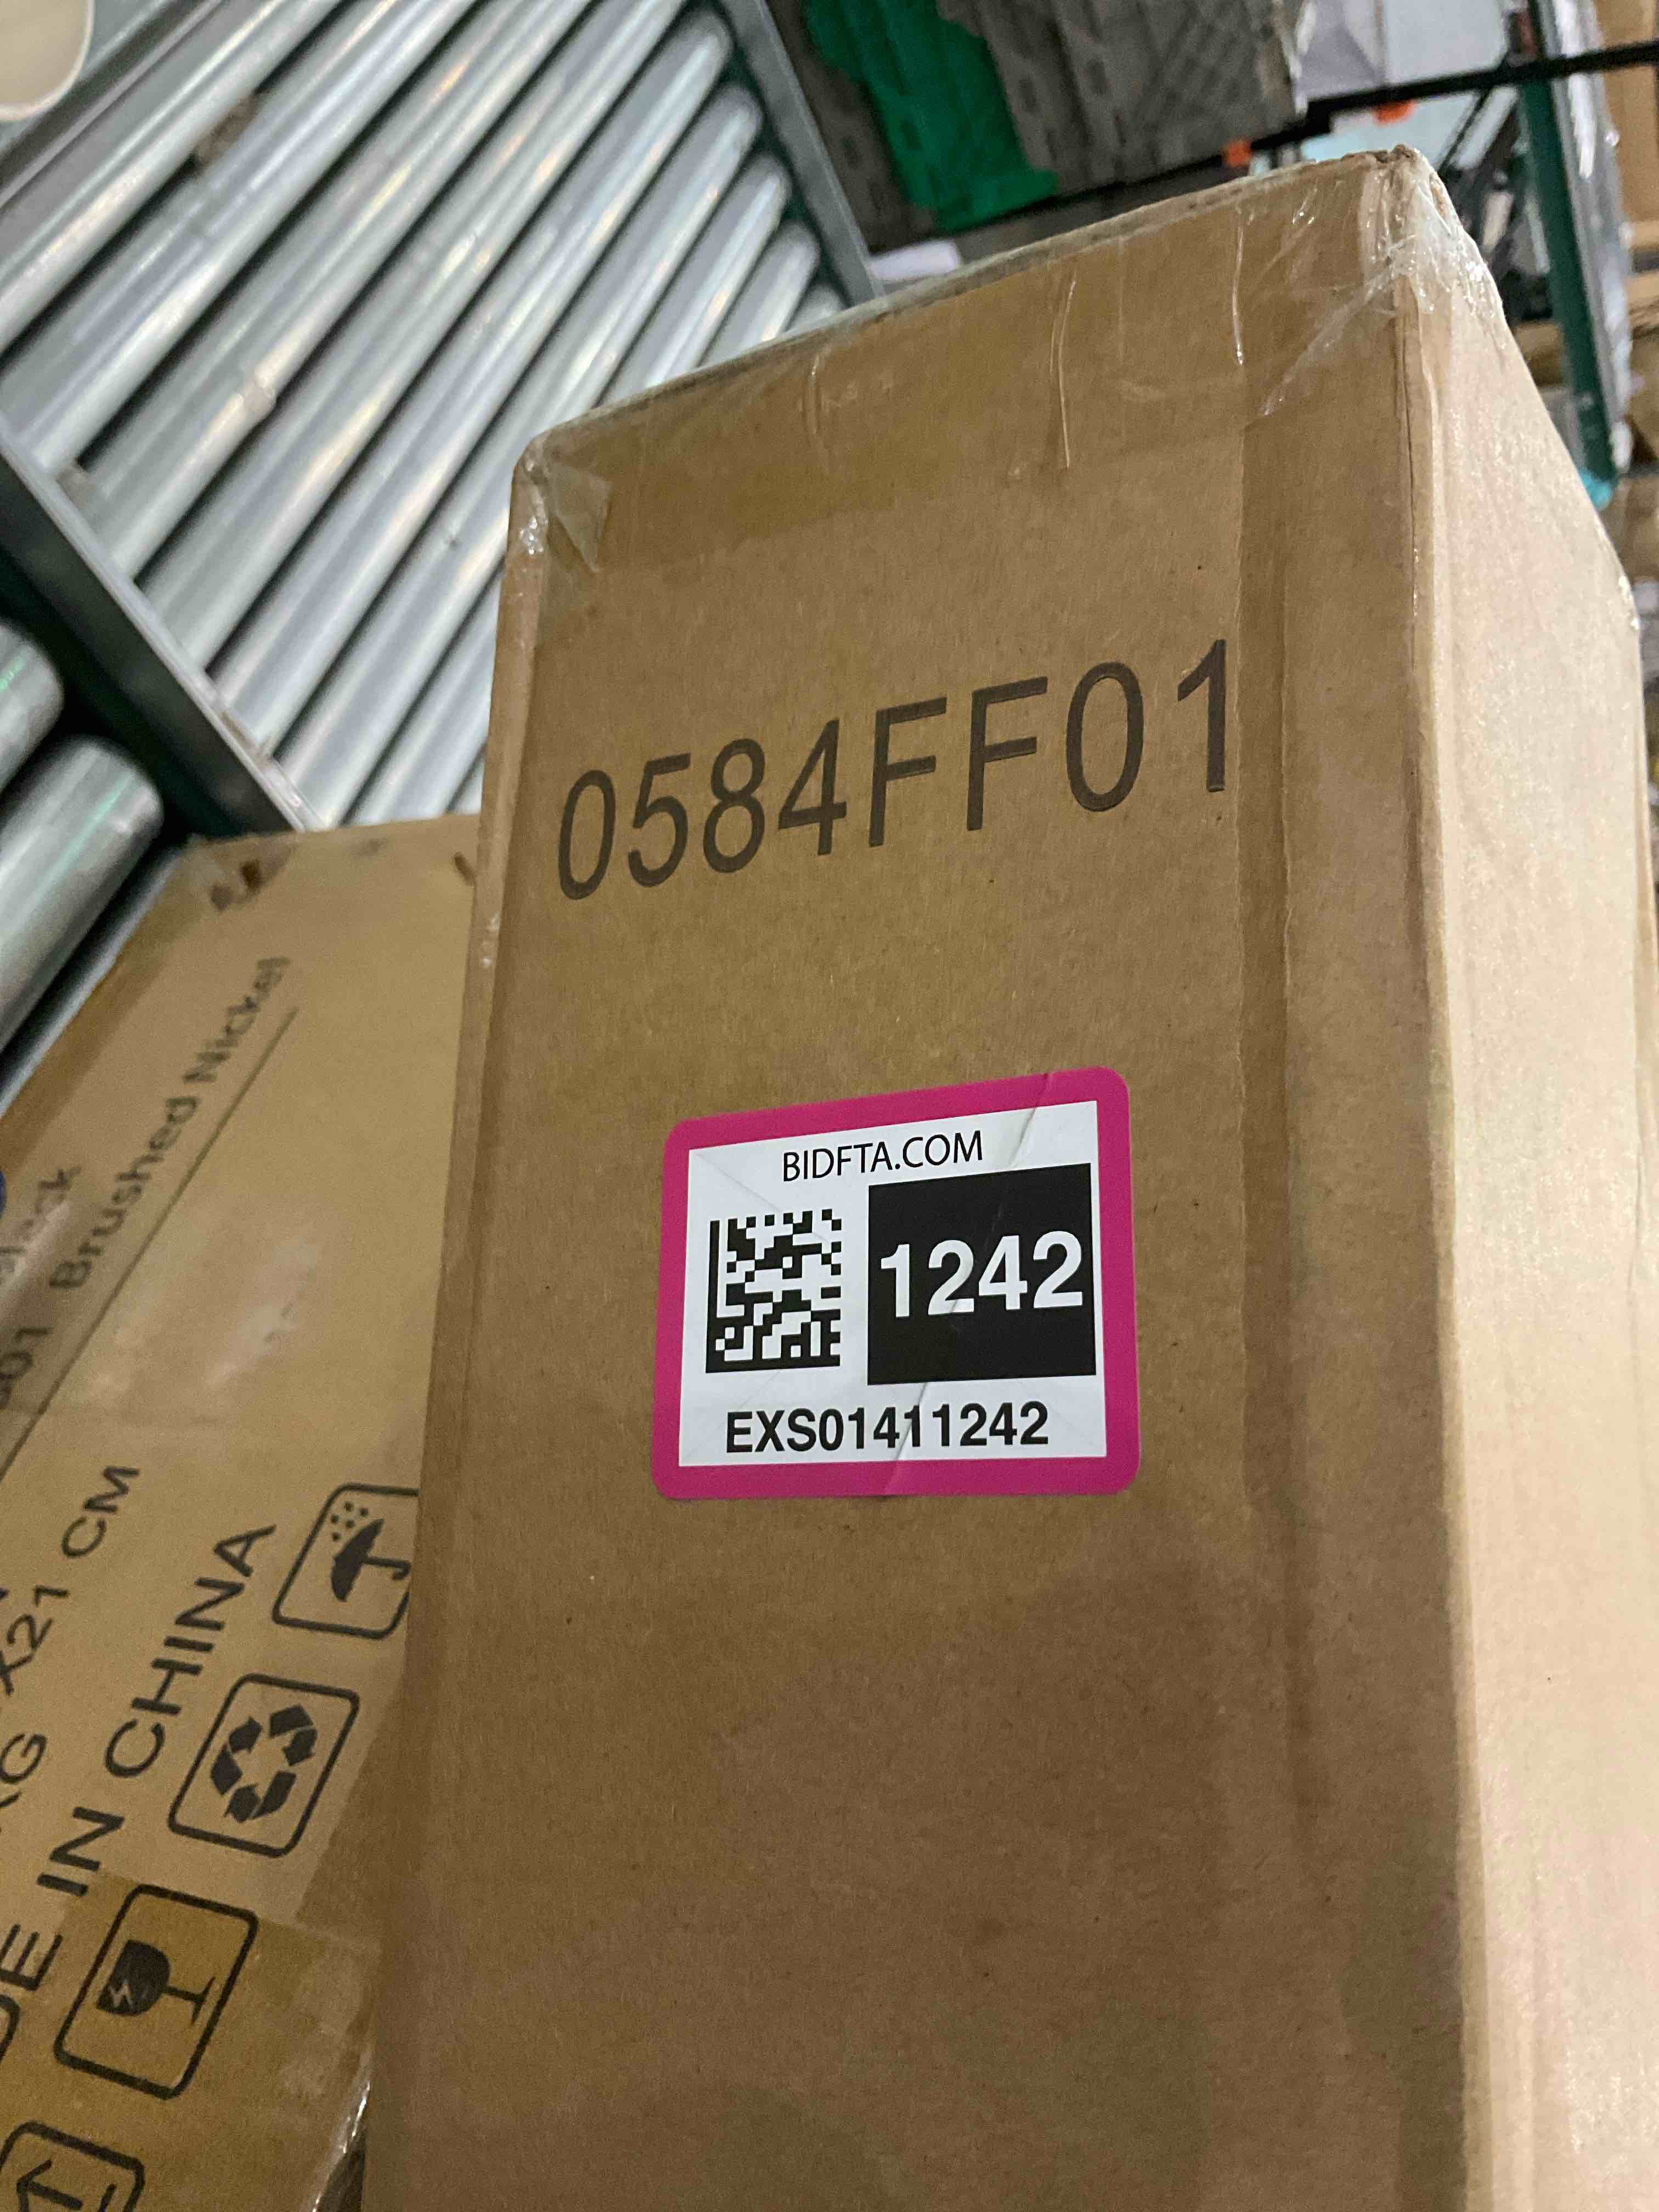 0584FF01
BIDFTA.COM
1242
EXS01411242
Brushed Nickel
X21 CM
IN CHINA